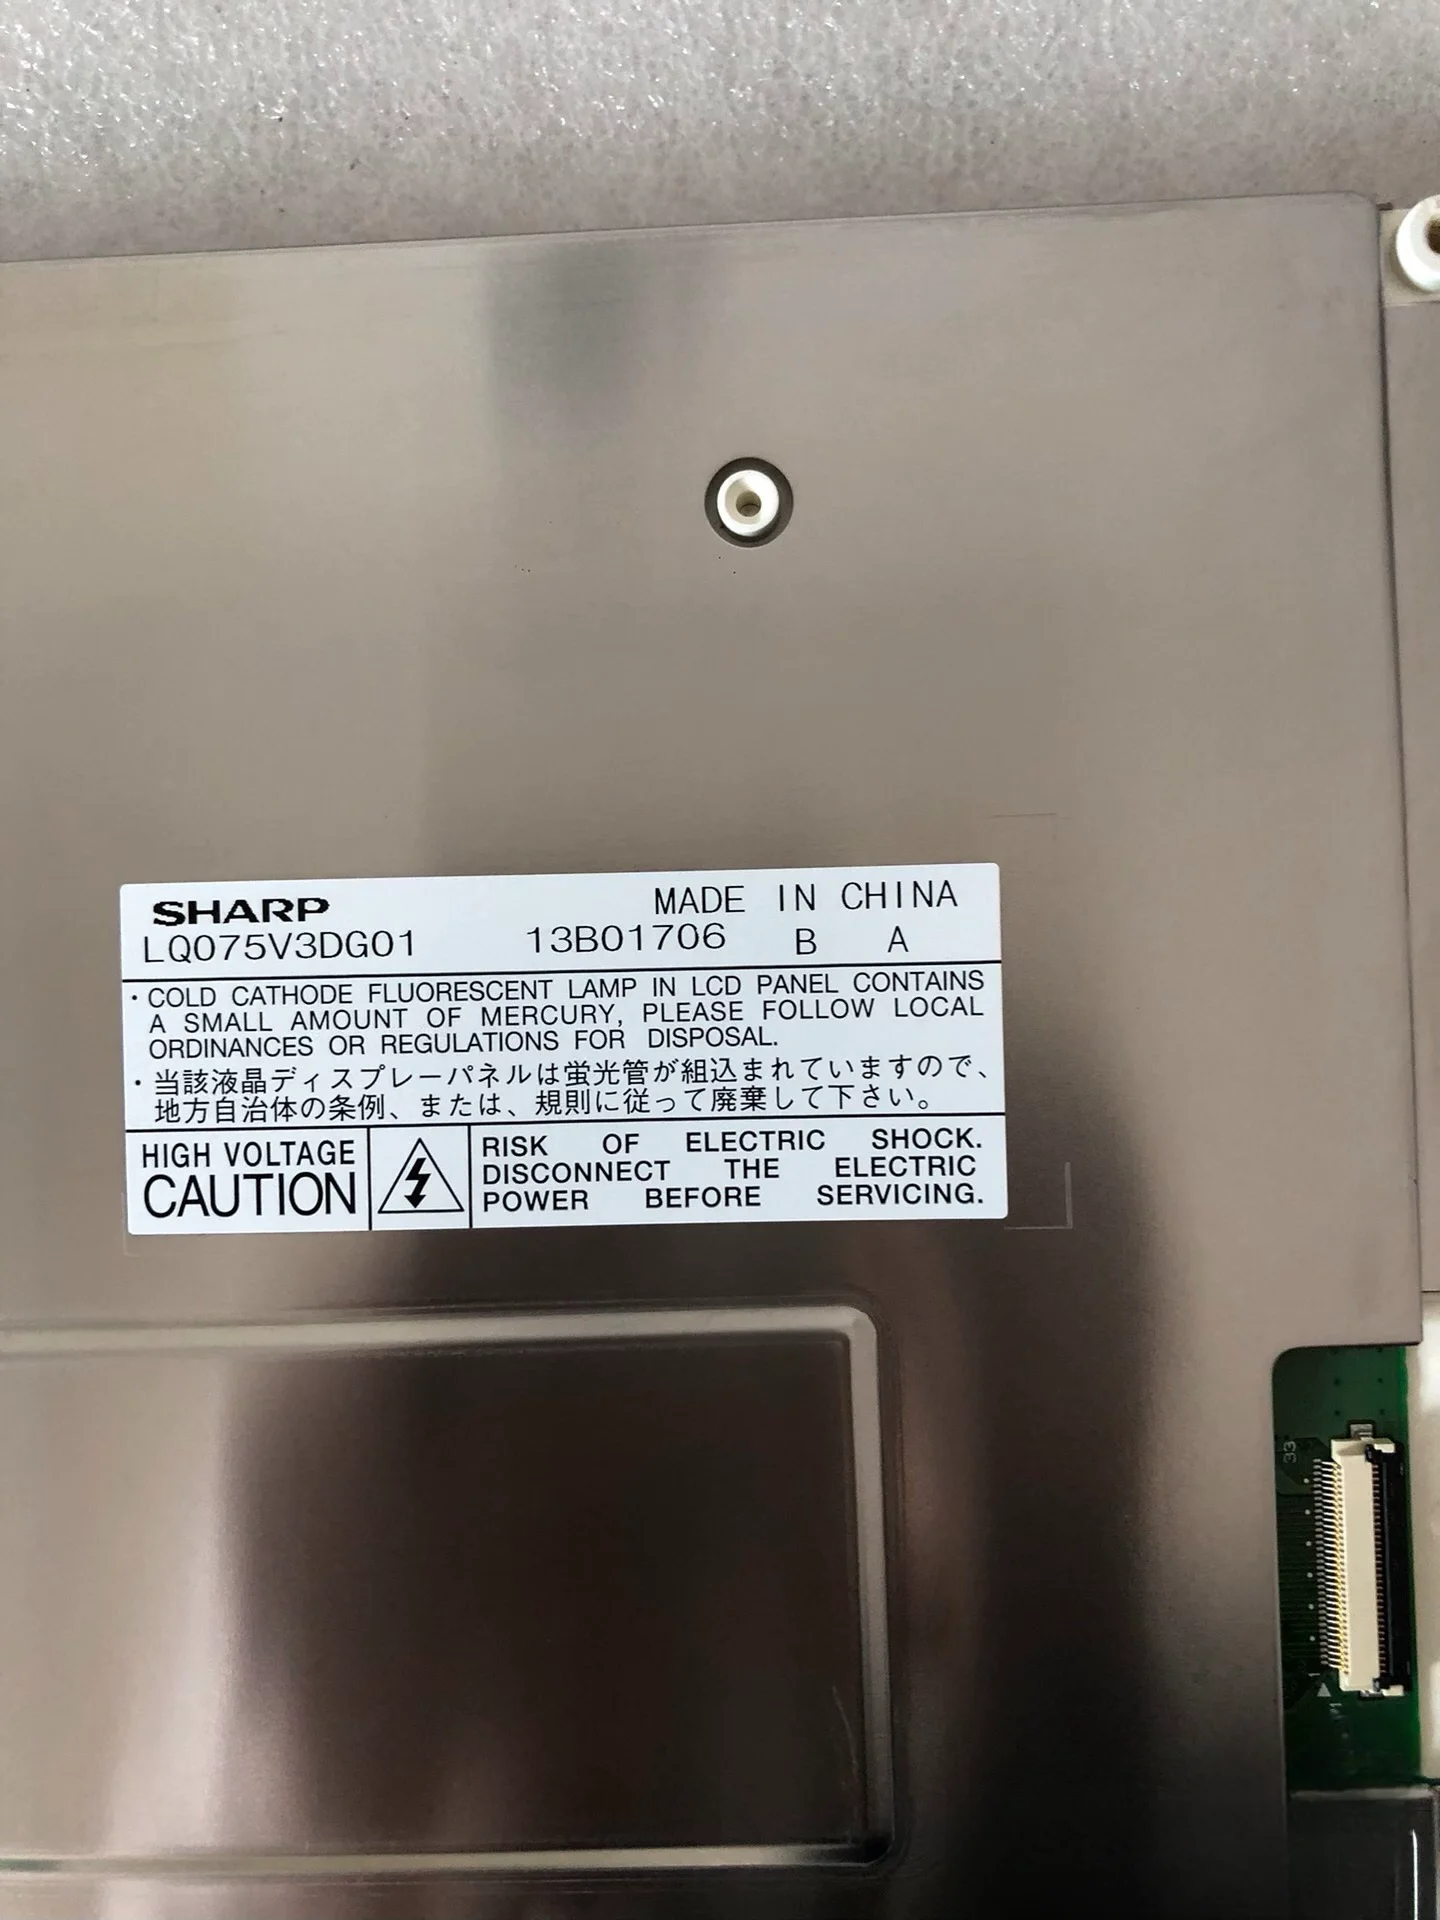 SHARP MADE IN CHINA
LQ075V3DG01 13B01706 B A
・COLD CATHODE FLUORESCENT LAMP IN LCD PANEL CONTAINS
A SMALL AMOUNT OF MERCURY, PLEASE FOLLOW LOCAL
ORDINANCES OR REGULATIONS FOR DISPOSAL.
・当該液晶ディスプレーパネルは蛍光管が組込まれていますので、
地方自治体の条例、または、規則に従って廃棄して下さい。
HIGH VOLTAGE
CAUTION
RISK OF ELECTRIC SHOCK.
DISCONNECT THE ELECTRIC
POWER BEFORE SERVICING.
33
1